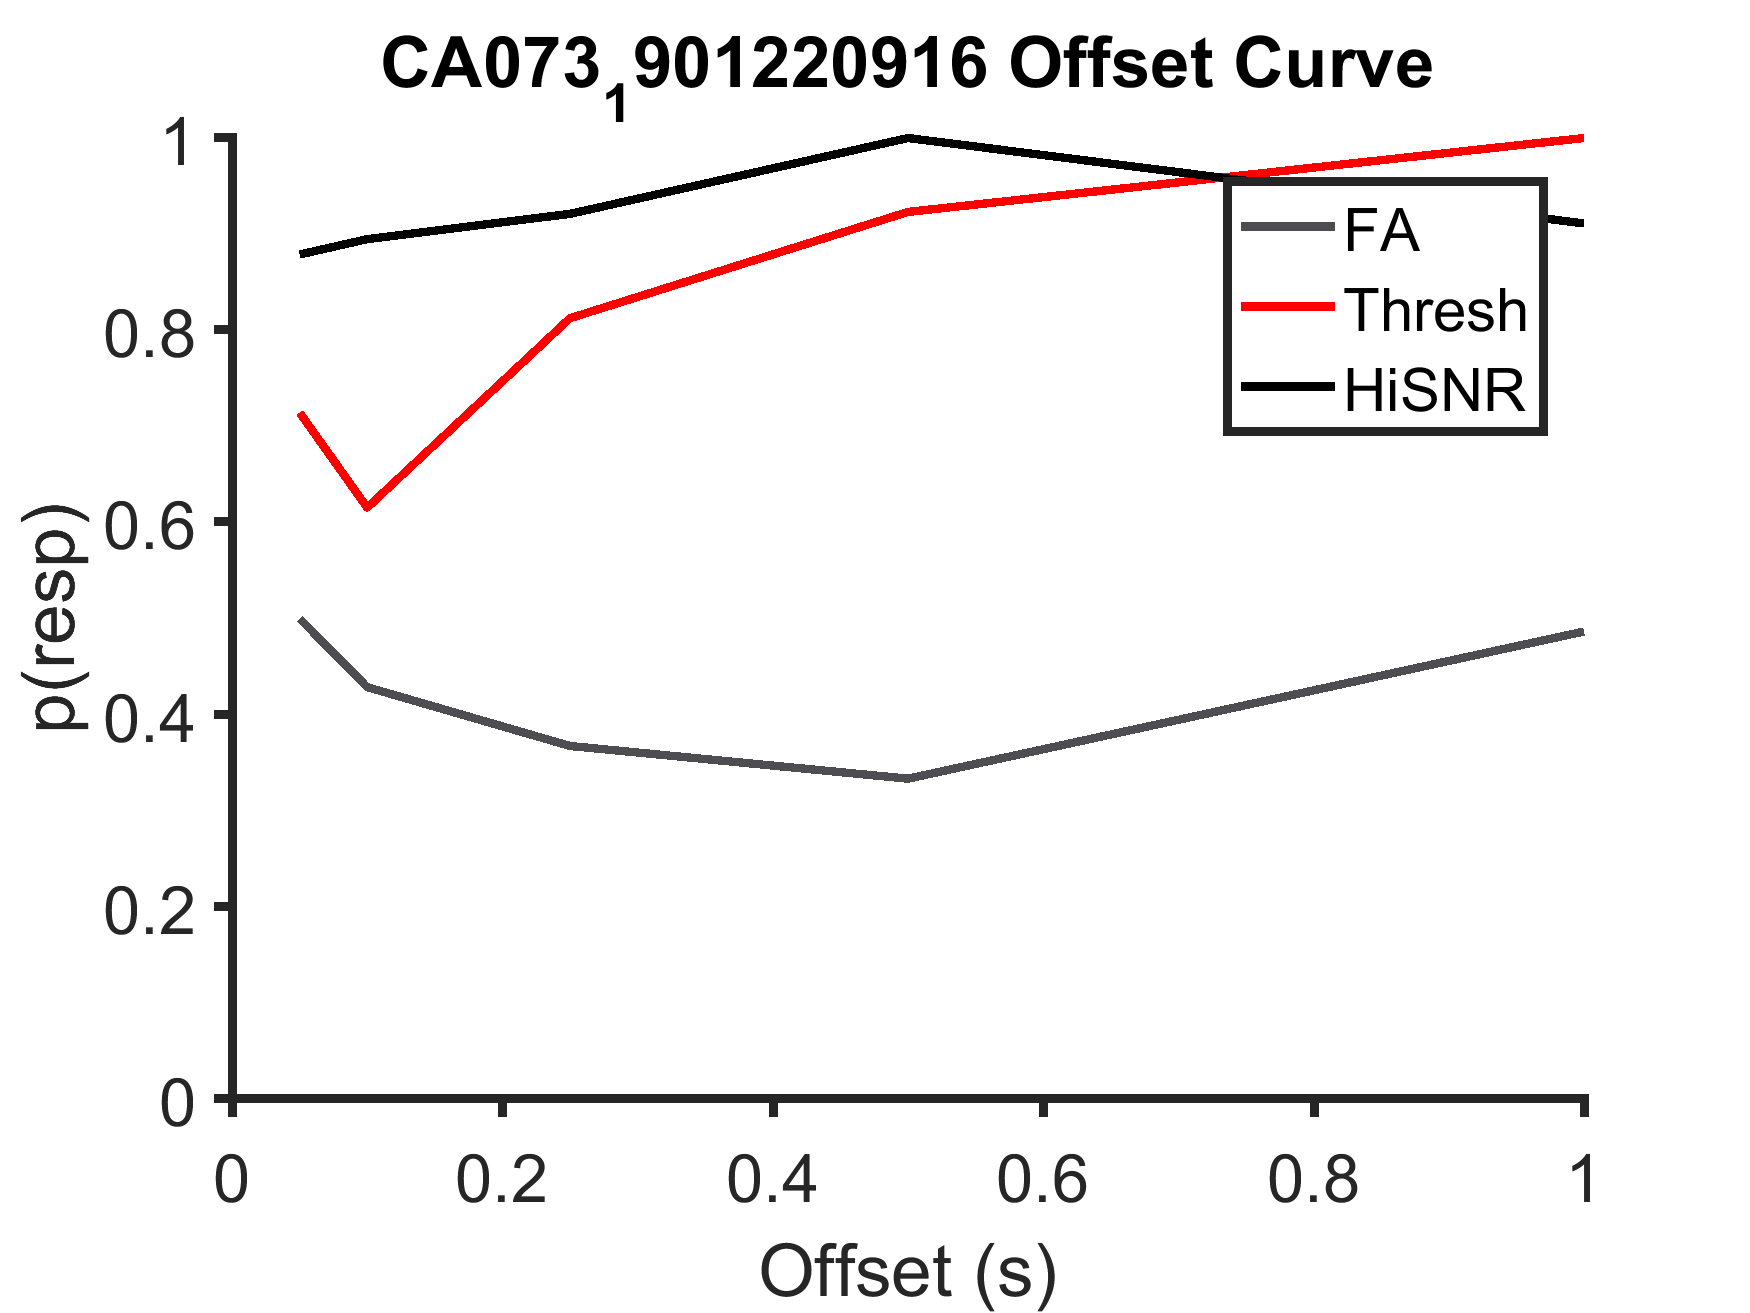 CA073₁901220916 Offset Curve
1
0.8
0.6
0.4
0.2
0
p(resp)
FA
Thresh
HiSNR
0 0.2 0.4 0.6 0.8 1
Offset (s)